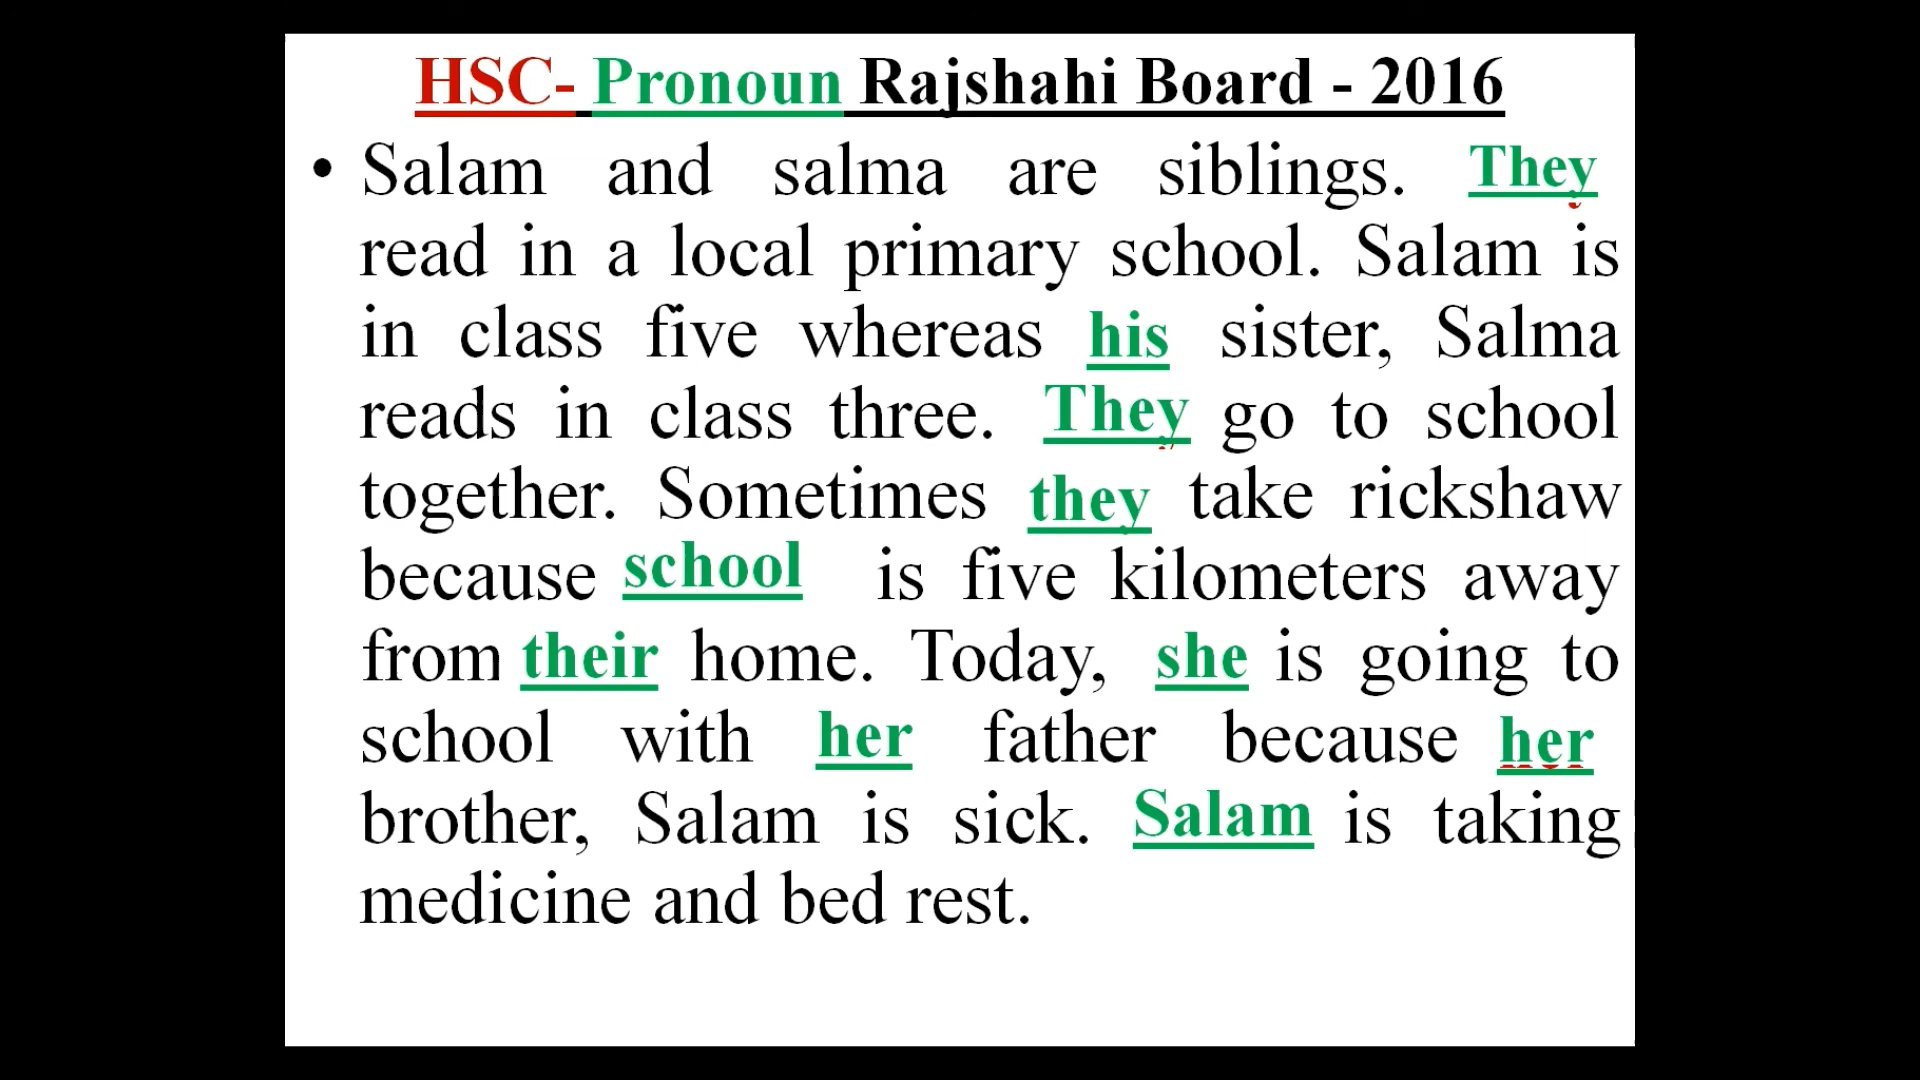 HSC- Pronoun Rajshahi Board - 2016
• Salam and salma are siblings. They
read in a local primary school. Salam is
in class five whereas his sister, Salma
reads in class three. They go to school
together. Sometimes they take rickshaw
because school is five kilometers away
from their home. Today, she is going to
school with her father because her
brother, Salam is sick. Salam is taking
medicine and bed rest.